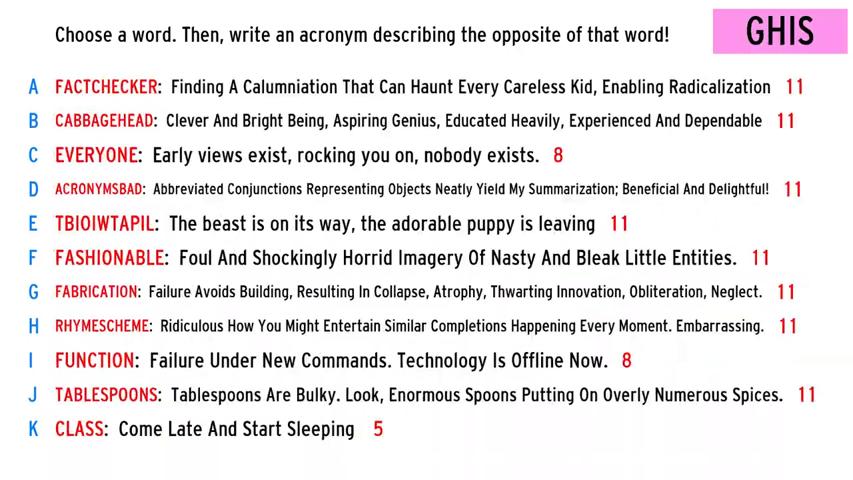 Choose a word. Then, write an acronym describing the opposite of that word!
GHIS
A FACTCHECKER: Finding A Calumniation That Can Haunt Every Careless Kid, Enabling Radicalization 11
B CABBAGEHEAD: Clever And Bright Being, Aspiring Genius, Educated Heavily, Experienced And Dependable 11
C EVERYONE: Early views exist, rocking you on, nobody exists. 8
D ACRONYMSBAD: Abbreviated Conjunctions Representing Objects Neatly Yield My Summarization; Beneficial And Delightful! 11
E TBIOIWTAPIL: The beast is on its way, the adorable puppy is leaving 11
F FASHIONABLE: Foul And Shockingly Horrid Imagery Of Nasty And Bleak Little Entities. 11
G FABRICATION: Failure Avoids Building, Resulting In Collapse, Atrophy, Thwarting Innovation, Obliteration, Neglect. 11
H RHYMESCHEME: Ridiculous How You Might Entertain Similar Completions Happening Every Moment. Embarrassing. 11
I FUNCTION: Failure Under New Commands. Technology Is Offline Now. 8
J TABLESPOONS: Tablespoons Are Bulky. Look, Enormous Spoons Putting On Overly Numerous Spices. 11
K CLASS: Come Late And Start Sleeping 5